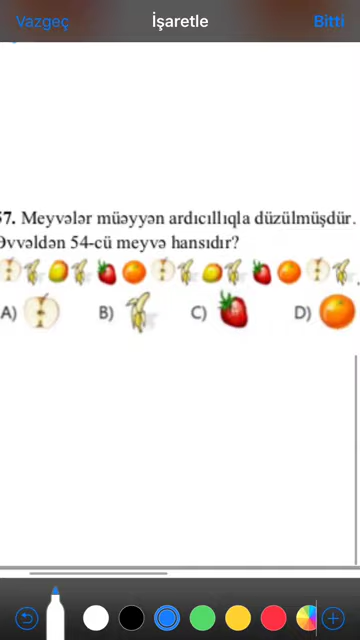 Vazgeç İşaretle Bitti
57. Meyvələr müəyyən ardıcıllıqla düzülmüşdür.
Əvvəldən 54-cü meyvə hansıdır?
A) B) C) D)